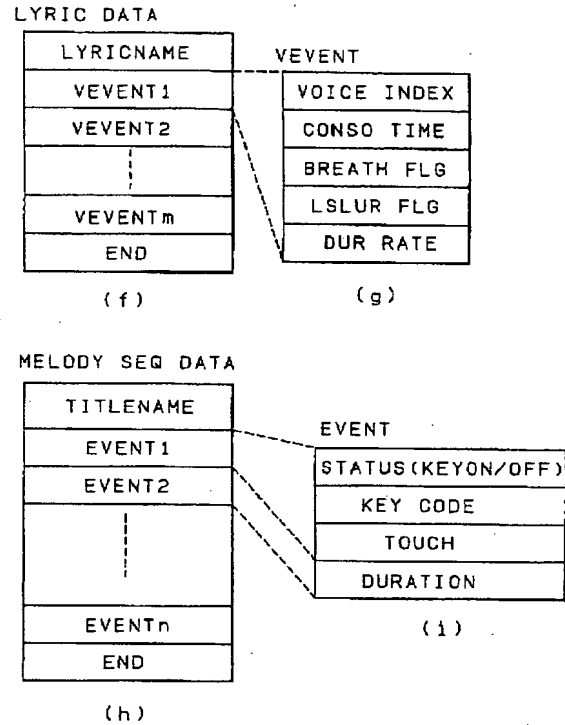 LYRIC DATA
LYRICNAME
VEVENT1
VEVENT2
VEVENTm
END
(f)
VEVENT
VOICE INDEX
CONSO TIME
BREATH FLG
LSLUR FLG
DUR RATE
(g)
MELODY SEQ DATA
TITLENAME
EVENT1
EVENT2
EVENTn
END
(h)
EVENT
STATUS(KEYON/OFF)
KEY CODE
TOUCH
DURATION
(i)